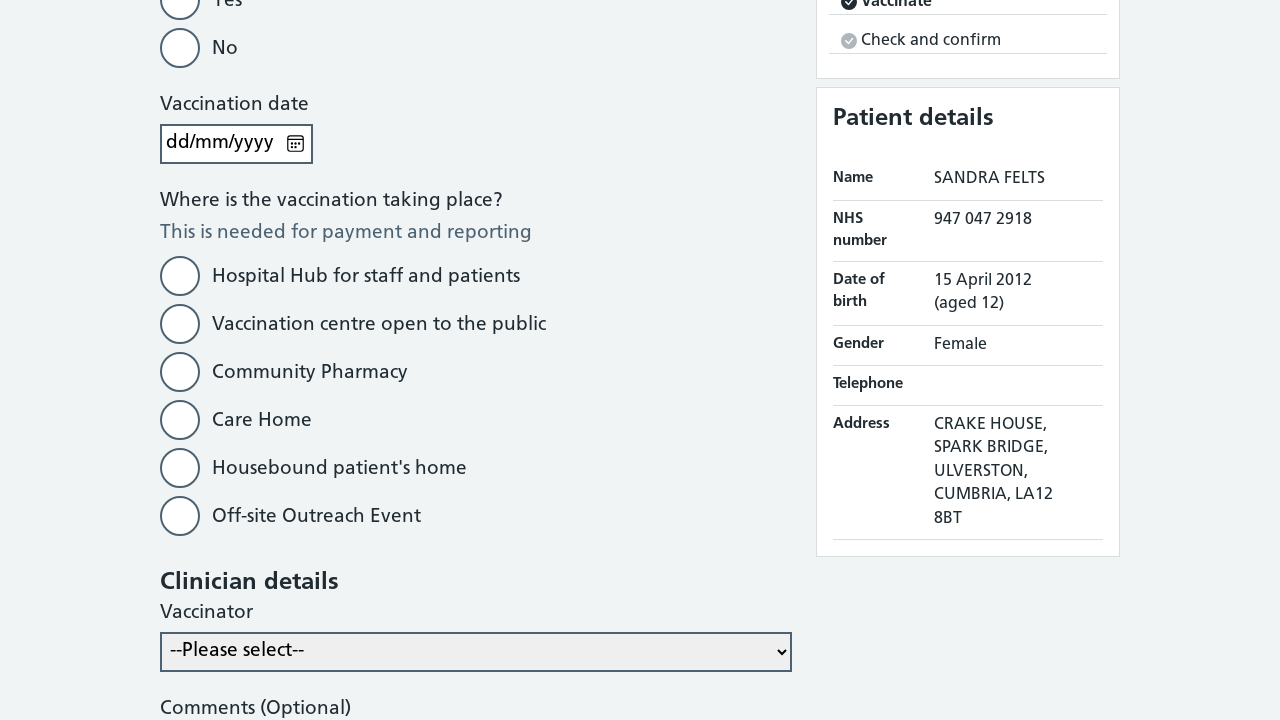 Yes
No
Vaccination date
dd/mm/yyyy
Where is the vaccination taking place?
This is needed for payment and reporting
Hospital Hub for staff and patients
Vaccination centre open to the public
Community Pharmacy
Care Home
Housebound patient's home
Off-site Outreach Event
Clinician details
Vaccinator
--Please select--
Comments (Optional)
Vaccinate
Check and confirm
Patient details
Name SANDRA FELTS
NHS number 947 047 2918
Date of birth 15 April 2012 (aged 12)
Gender Female
Telephone
Address CRAKE HOUSE,
SPARK BRIDGE,
ULVERSTON,
CUMBRIA, LA12
8BT